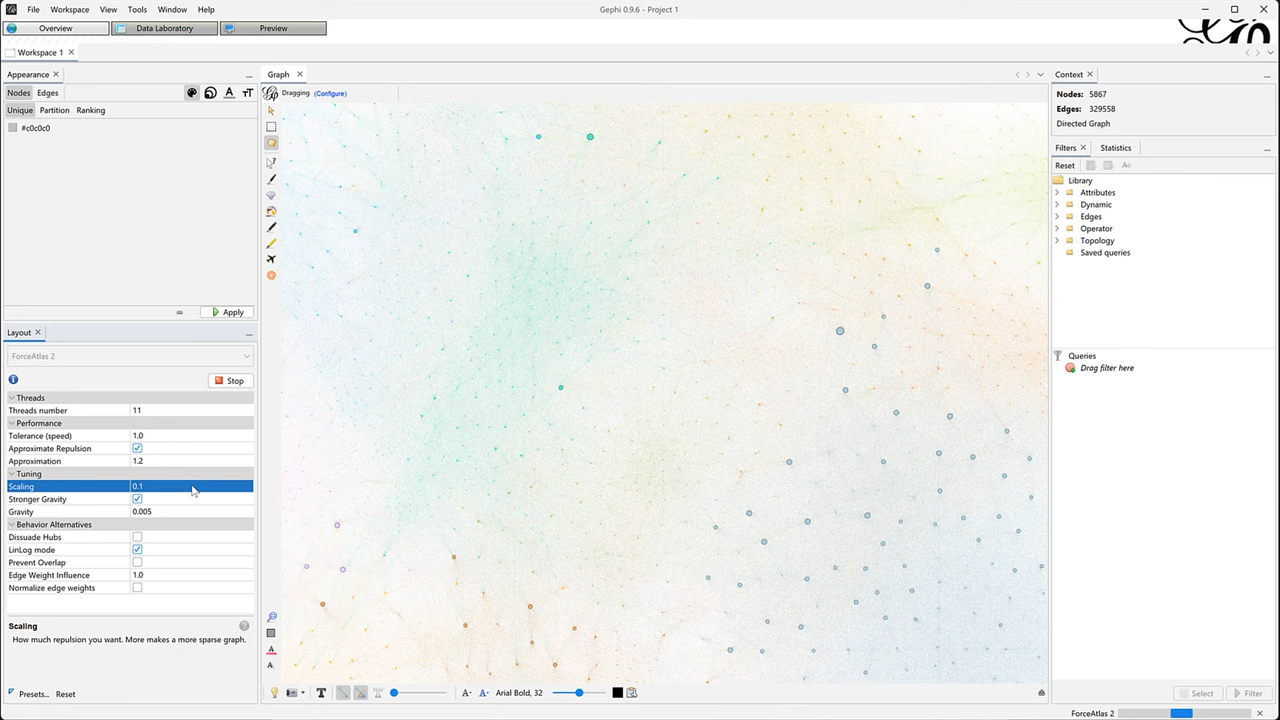 File Workspace View Tools Window Help
Gephi 0.9.6 - Project 1
Overview Data Laboratory Preview
Workspace 1
Appearance
Nodes Edges
Unique Partition Ranking
#c0c0c0
Apply
Layout
ForceAtlas 2
Stop
Threads
Threads number 11
Performance
Tolerance (speed) 1.0
Approximate Repulsion
Approximation 1.2
Tuning
Scaling 0.1
Stronger Gravity
Gravity 0.005
Behavior Alternatives
Dissuade Hubs
LinLog mode
Prevent Overlap
Edge Weight Influence 1.0
Normalize edge weights
Scaling
How much repulsion you want. More makes a more sparse graph.
Presets... Reset
Graph
Dragging (Configure)
Arial Bold, 32
Context
Nodes: 5867
Edges: 329558
Directed Graph
Filters Statistics
Reset
Library
Attributes
Dynamic
Edges
Operator
Topology
Saved queries
Queries
Drag filter here
Select Filter
ForceAtlas 2